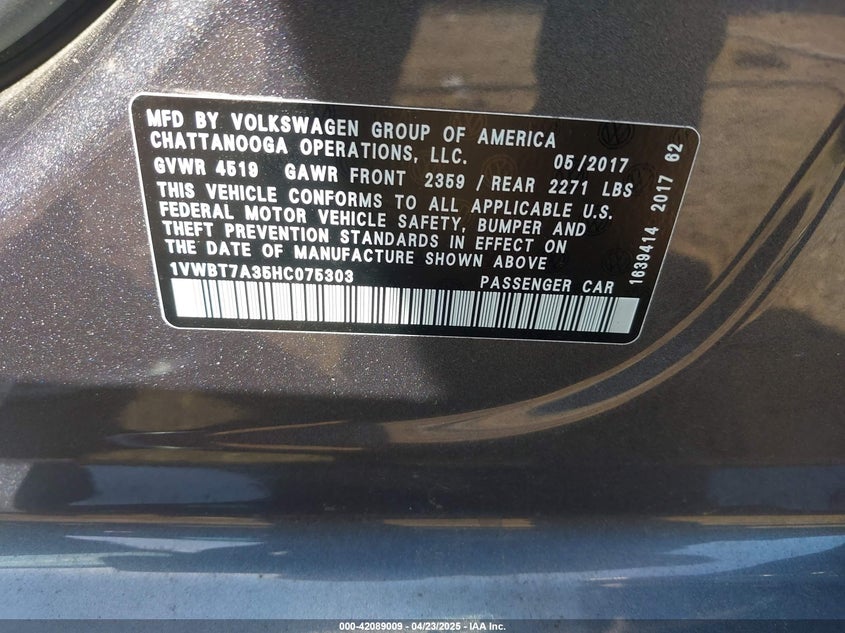 MFD BY VOLKSWAGEN GROUP OF AMERICA
CHATTANOOGA OPERATIONS, LLC. 05/2017
GVWR 4519 GAWR FRONT 2359 / REAR 2271 LBS
THIS VEHICLE CONFORMS TO ALL APPLICABLE U.S.
FEDERAL MOTOR VEHICLE SAFETY, BUMPER AND
THEFT PREVENTION STANDARDS IN EFFECT ON
THE DATE OF MANUFACTURE SHOWN ABOVE
1VWBT7A35HC075303 PASSENGER CAR
1639414 2017 62
000-42089009 - 04/23/2025 - IAA Inc.